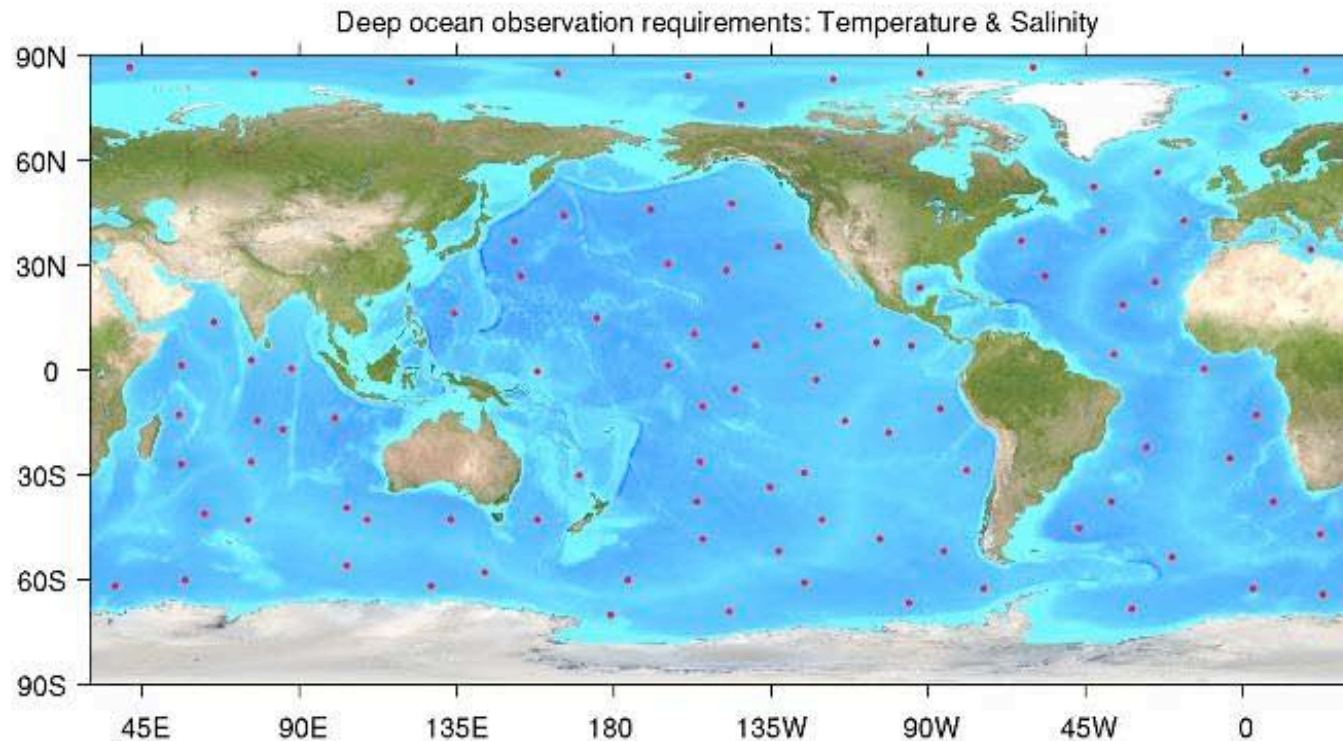 Deep ocean observation requirements: Temperature & Salinity
90N
60N
30N
0
30S
60S
90S
45E 90E 135E 180 135W 90W 45W 0